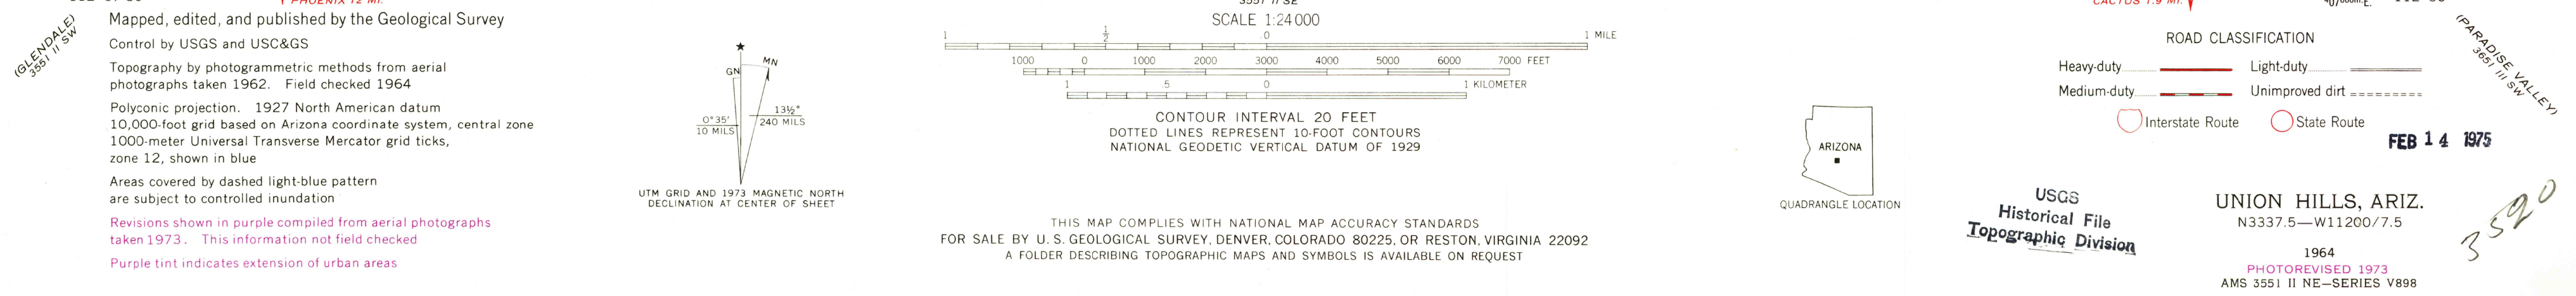 PHOENIX 12 MI.
(GLENDALE)
3551 II SW
Mapped, edited, and published by the Geological Survey
Control by USGS and USC&GS
Topography by photogrammetric methods from aerial
photographs taken 1962. Field checked 1964
Polyconic projection. 1927 North American datum
10,000-foot grid based on Arizona coordinate system, central zone
1000-meter Universal Transverse Mercator grid ticks,
zone 12, shown in blue
Areas covered by dashed light-blue pattern
are subject to controlled inundation
Revisions shown in purple compiled from aerial photographs
taken 1973. This information not field checked
Purple tint indicates extension of urban areas
★
GN
MN
0°35′
10 MILS
13½°
240 MILS
UTM GRID AND 1973 MAGNETIC NORTH
DECLINATION AT CENTER OF SHEET
3551 II SE
SCALE 1:24 000
1 ½ 0 1 MILE
1000 0 1000 2000 3000 4000 5000 6000 7000 FEET
1 .5 0 1 KILOMETER
CONTOUR INTERVAL 20 FEET
DOTTED LINES REPRESENT 10-FOOT CONTOURS
NATIONAL GEODETIC VERTICAL DATUM OF 1929
THIS MAP COMPLIES WITH NATIONAL MAP ACCURACY STANDARDS
FOR SALE BY U. S. GEOLOGICAL SURVEY, DENVER, COLORADO 80225, OR RESTON, VIRGINIA 22092
A FOLDER DESCRIBING TOPOGRAPHIC MAPS AND SYMBOLS IS AVAILABLE ON REQUEST
ARIZONA
QUADRANGLE LOCATION
CACTUS 1.9 MI.
(PARADISE VALLEY)
3651 III SW
ROAD CLASSIFICATION
Heavy-duty Light-duty
Medium-duty Unimproved dirt
Interstate Route State Route
FEB 14 1975
USGS
Historical File
Topographic Division
UNION HILLS, ARIZ.
N3337.5—W11200/7.5
1964
PHOTOREVISED 1973
AMS 3551 II NE—SERIES V898
3590